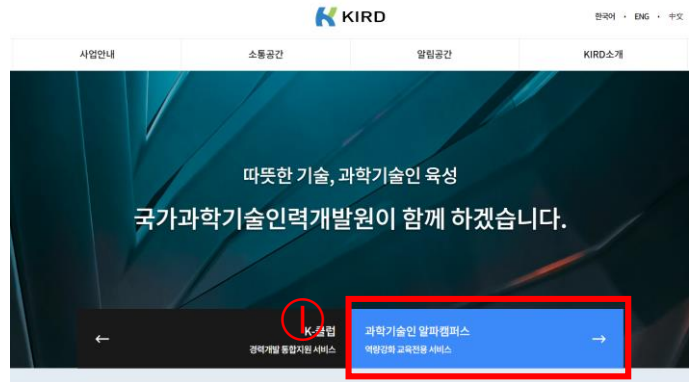 KIRD
한국어 · ENG · 中文
사업안내 소통공간 알림공간 KIRD소개
따뜻한 기술, 과학기술인 육성
국가과학기술인력개발원이 함께 하겠습니다.
①
← K-클럽
경력개발 통합지원 서비스
과학기술인 알파캠퍼스 →
역량강화 교육전용 서비스